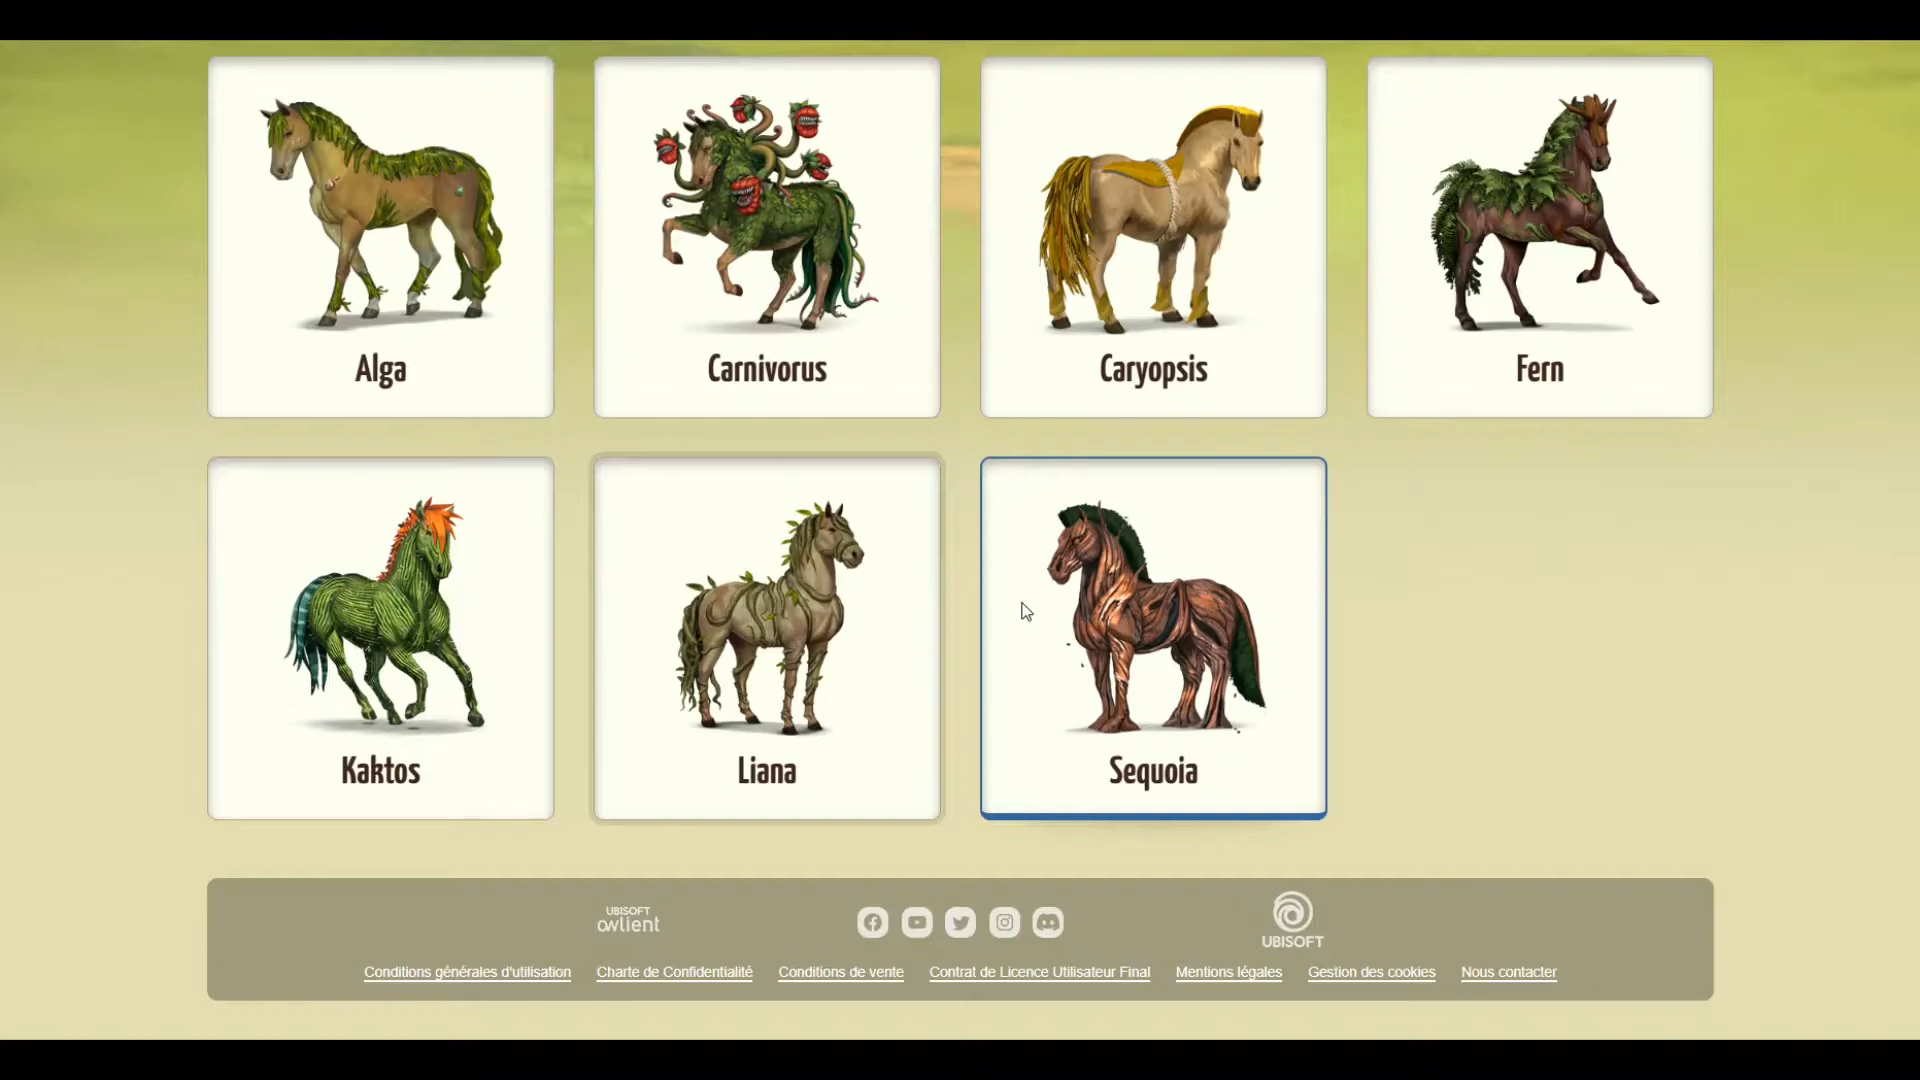 Alga
Carnivorus
Caryopsis
Fern
Kaktos
Liana
Sequoia
UBISOFT
owlient
UBISOFT
Conditions générales d'utilisation
Charte de Confidentialité
Conditions de vente
Contrat de Licence Utilisateur Final
Mentions légales
Gestion des cookies
Nous contacter